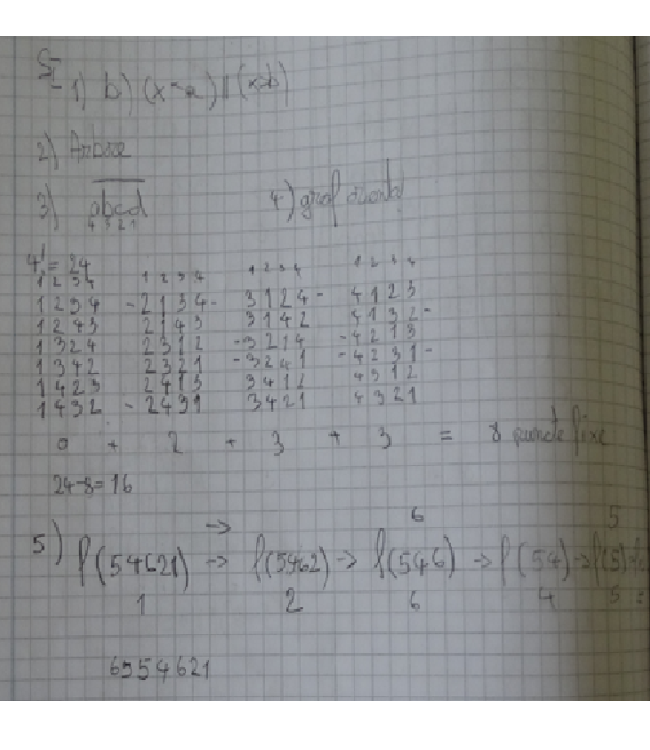 SI
1) b) (x<a)||(x>b)
2) Arbore
3) abcd 4) graf
4 3 2 1
4! = 24
1 2 3 4 1 2 3 4 1 2 3 4 1 2 3 4
1 2 3 4 - 2 1 3 4 - 3 1 2 4 - 4 1 2 3
1 2 4 3 2 1 4 3 3 1 4 2 4 1 3 2 -
1 3 2 4 2 3 1 2 - 3 2 1 4 - 4 2 1 3
1 3 4 2 2 3 2 1 - 3 2 4 1 - 4 2 3 1 -
1 4 2 3 2 4 1 3 3 4 1 2 4 3 1 2
1 4 3 2 - 2 4 3 1 3 4 2 1 4 3 2 1
0 + 2 + 3 + 3 = 8 puncte fixe
24-8=16
→ 6 5
5) f(54621) → f(5462) → f(546) → f(54) → f(5)
1 2 6 4 5
6554621